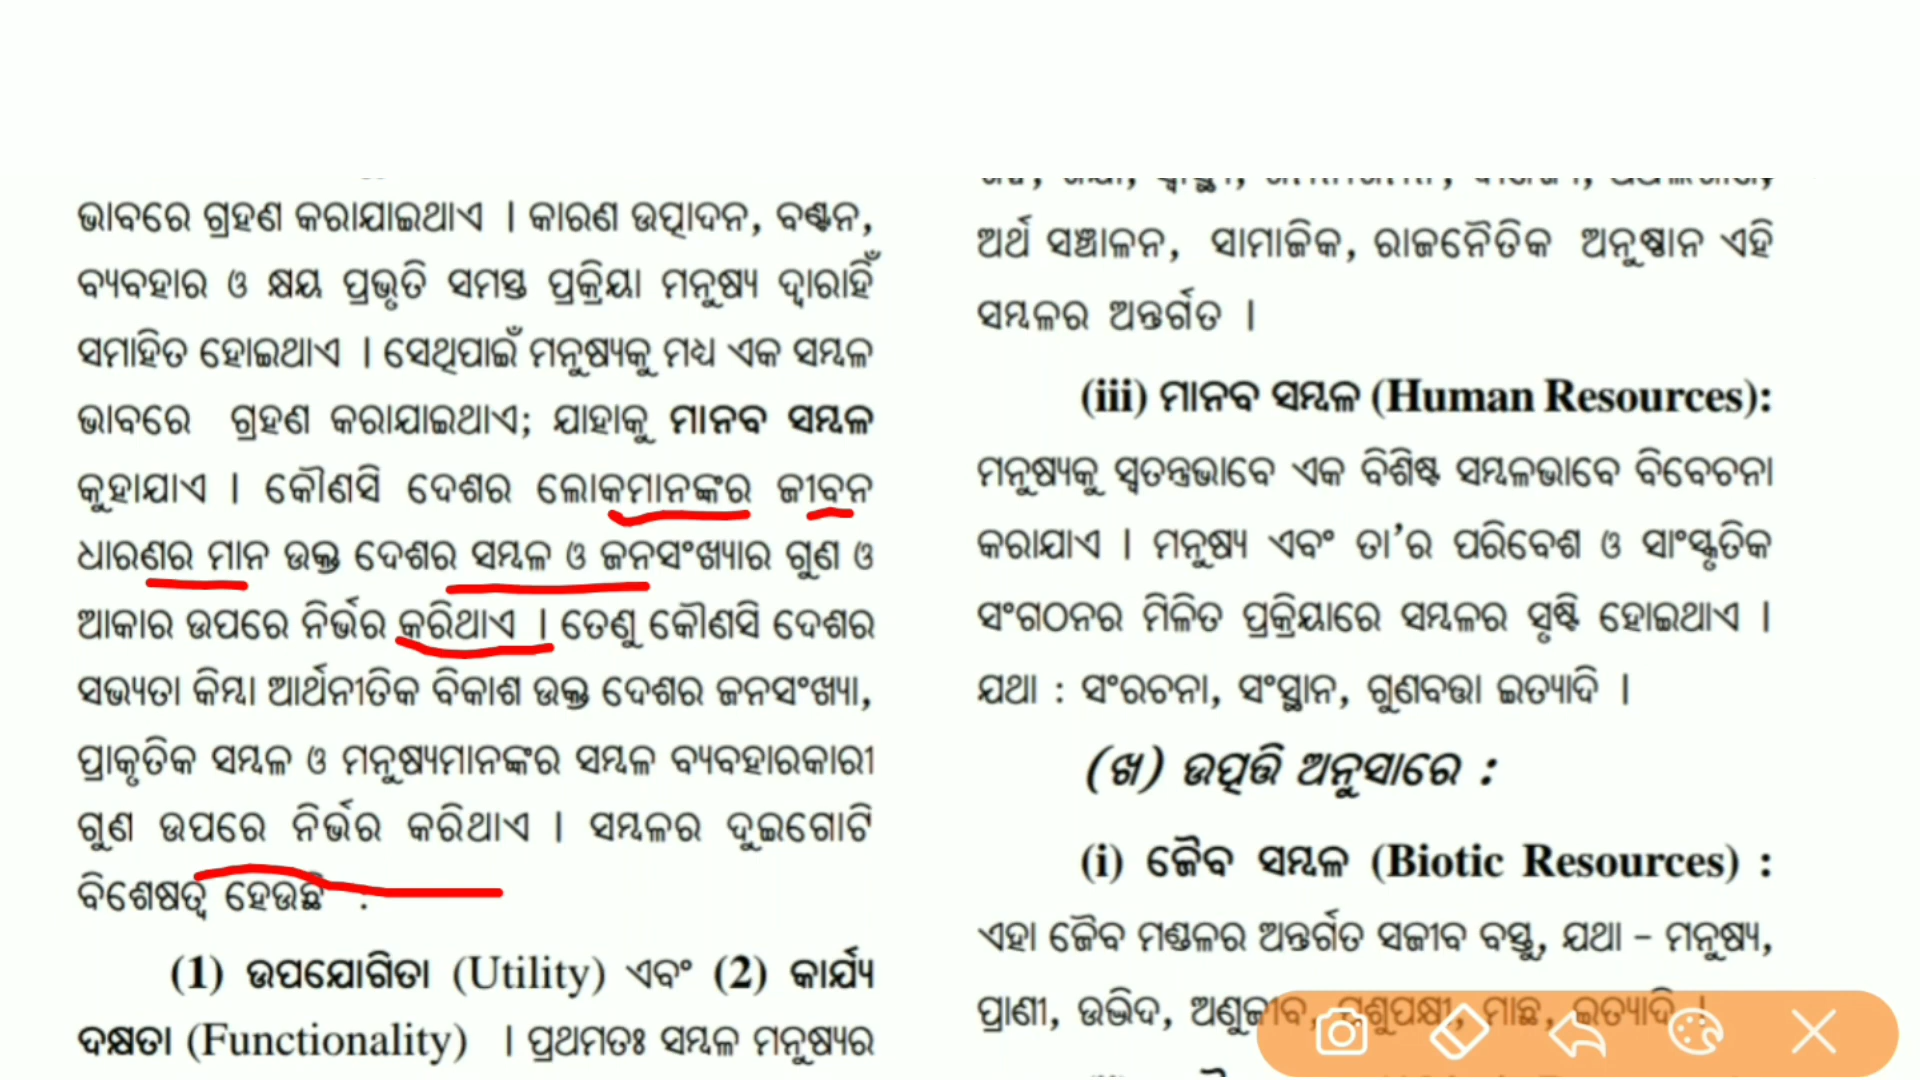 ଭାବରେ ଗ୍ରହଣ କରାଯାଇଥାଏ । କାରଣ ଉତ୍ପାଦନ, ବଣ୍ଟନ,
ବ୍ୟବହାର ଓ କ୍ଷୟ ପ୍ରଭୃତି ସମସ୍ତ ପ୍ରକ୍ରିୟା ମନୁଷ୍ୟ ଦ୍ୱାରାହିଁ
ସମାହିତ ହୋଇଥାଏ । ସେଥିପାଇଁ ମନୁଷ୍ୟକୁ ମଧ୍ୟ ଏକ ସମ୍ବଳ
ଭାବରେ ଗ୍ରହଣ କରାଯାଇଥାଏ; ଯାହାକୁ ମାନବ ସମ୍ବଳ
କୁହାଯାଏ । କୌଣସି ଦେଶର ଲୋକମାନଙ୍କର ଜୀବନ
ଧାରଣର ମାନ ଉକ୍ତ ଦେଶର ସମ୍ବଳ ଓ ଜନସଂଖ୍ୟାର ଗୁଣ ଓ
ଆକାର ଉପରେ ନିର୍ଭର କରିଥାଏ । ତେଣୁ କୌଣସି ଦେଶର
ସଭ୍ୟତା କିମ୍ବା ଆର୍ଥନୀତିକ ବିକାଶ ଉକ୍ତ ଦେଶର ଜନସଂଖ୍ୟା,
ପ୍ରାକୃତିକ ସମ୍ବଳ ଓ ମନୁଷ୍ୟମାନଙ୍କର ସମ୍ବଳ ବ୍ୟବହାରକାରୀ
ଗୁଣ ଉପରେ ନିର୍ଭର କରିଥାଏ । ସମ୍ବଳର ଦୁଇଗୋଟି
ବିଶେଷତ୍ୱ ହେଉଛି :
(1) ଉପଯୋଗିତା (Utility) ଏବଂ (2) କାର୍ଯ୍ୟ
ଦକ୍ଷତା (Functionality) । ପ୍ରଥମତଃ ସମ୍ବଳ ମନୁଷ୍ୟର
ଅର୍ଥ ସଞ୍ଚାଳନ, ସାମାଜିକ, ରାଜନୈତିକ ଅନୁଷ୍ଠାନ ଏହି
ସମ୍ବଳର ଅନ୍ତର୍ଗତ ।
(iii) ମାନବ ସମ୍ବଳ (Human Resources):
ମନୁଷ୍ୟକୁ ସ୍ୱତନ୍ତ୍ରଭାବେ ଏକ ବିଶିଷ୍ଟ ସମ୍ବଳଭାବେ ବିବେଚନା
କରାଯାଏ । ମନୁଷ୍ୟ ଏବଂ ତା’ର ପରିବେଶ ଓ ସାଂସ୍କୃତିକ
ସଂଗଠନର ମିଳିତ ପ୍ରକ୍ରିୟାରେ ସମ୍ବଳର ସୃଷ୍ଟି ହୋଇଥାଏ ।
ଯଥା : ସଂରଚନା, ସଂସ୍ଥାନ, ଗୁଣବତ୍ତା ଇତ୍ୟାଦି ।
(ଖ) ଉତ୍ପତ୍ତି ଅନୁସାରେ :
(i) ଜୈବ ସମ୍ବଳ (Biotic Resources) :
ଏହା ଜୈବ ମଣ୍ଡଳର ଅନ୍ତର୍ଗତ ସଜୀବ ବସ୍ତୁ, ଯଥା – ମନୁଷ୍ୟ,
ପ୍ରାଣୀ, ଉଦ୍ଭିଦ, ଅଣୁଜୀବ, ପଶୁପକ୍ଷୀ, ମାଛ, ଇତ୍ୟାଦି ।